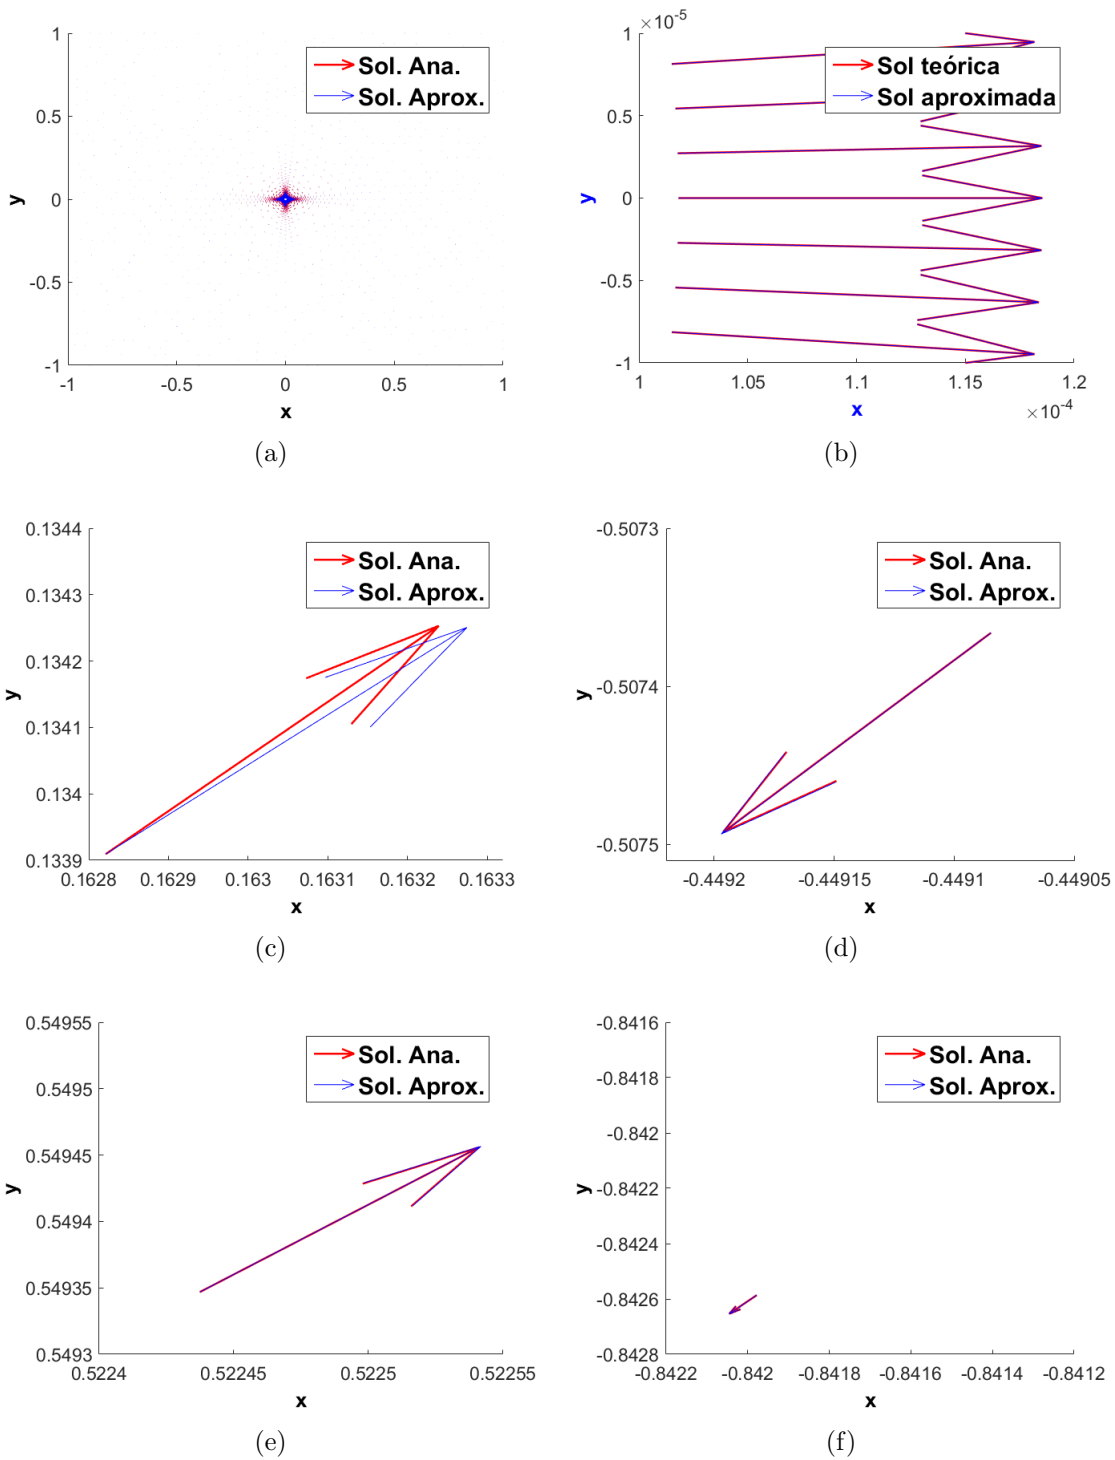 1
0.5
0
-0.5
-1
-1
-0.5
0
0.5
1
y
x
Sol. Ana.
Sol. Aprox.
(a)
×10^-5
1
0.5
0
-0.5
-1
1
1.05
1.1
1.15
1.2
×10^-4
y
x
Sol teórica
Sol aproximada
(b)
0.1344
0.1343
0.1342
0.1341
0.134
0.1339
0.1628
0.1629
0.163
0.1631
0.1632
0.1633
y
x
Sol. Ana.
Sol. Aprox.
(c)
-0.5073
-0.5074
-0.5075
-0.4492
-0.44915
-0.4491
-0.44905
y
x
Sol. Ana.
Sol. Aprox.
(d)
0.54955
0.5495
0.54945
0.5494
0.54935
0.5493
0.5224
0.52245
0.5225
0.52255
y
x
Sol. Ana.
Sol. Aprox.
(e)
-0.8416
-0.8418
-0.842
-0.8422
-0.8424
-0.8426
-0.8428
-0.8422
-0.842
-0.8418
-0.8416
-0.8414
-0.8412
y
x
Sol. Ana.
Sol. Aprox.
(f)